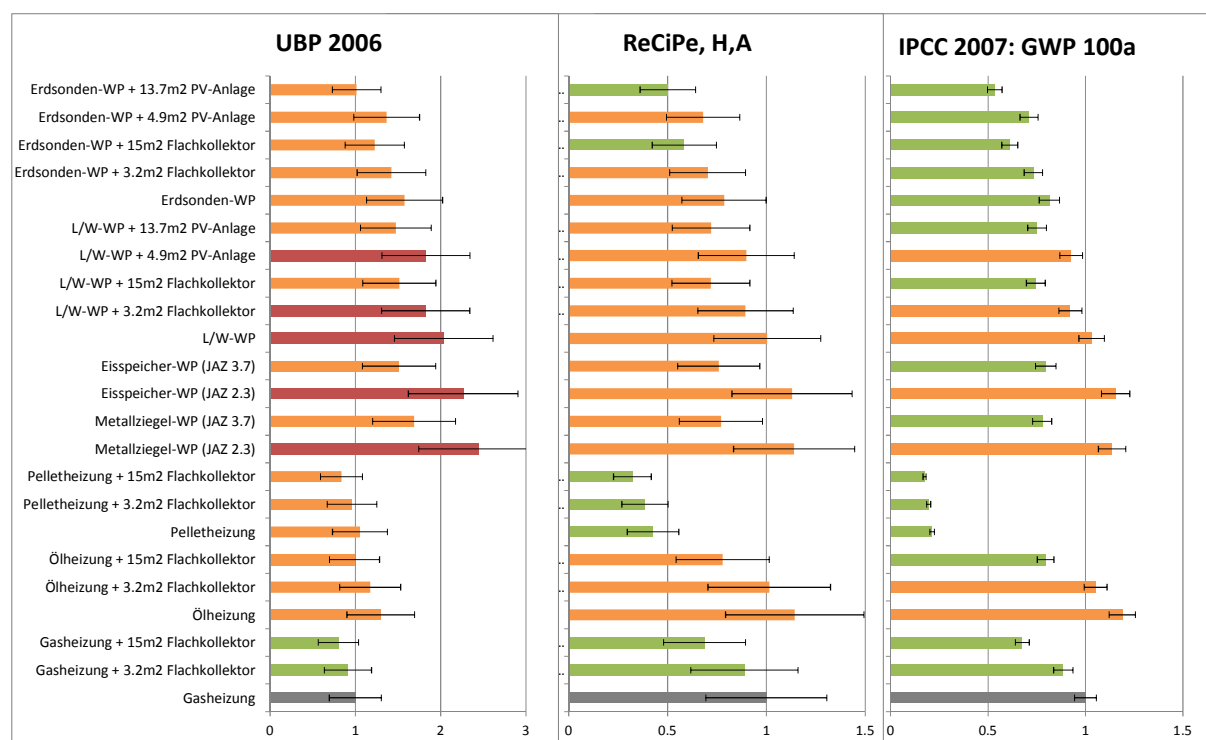 UBP 2006
ReCiPe, H,A
IPCC 2007: GWP 100a
Erdsonden-WP + 13.7m2 PV-Anlage
..
Erdsonden-WP + 4.9m2 PV-Anlage
..
Erdsonden-WP + 15m2 Flachkollektor
..
Erdsonden-WP + 3.2m2 Flachkollektor
..
Erdsonden-WP
L/W-WP + 13.7m2 PV-Anlage
..
L/W-WP + 4.9m2 PV-Anlage
..
L/W-WP + 15m2 Flachkollektor
..
L/W-WP + 3.2m2 Flachkollektor
..
L/W-WP
Eisspeicher-WP (JAZ 3.7)
Eisspeicher-WP (JAZ 2.3)
Metallziegel-WP (JAZ 3.7)
Metallziegel-WP (JAZ 2.3)
Pelletheizung + 15m2 Flachkollektor
..
Pelletheizung + 3.2m2 Flachkollektor
..
Pelletheizung
Ölheizung + 15m2 Flachkollektor
..
Ölheizung + 3.2m2 Flachkollektor
..
Ölheizung
Gasheizung + 15m2 Flachkollektor
..
Gasheizung + 3.2m2 Flachkollektor
..
Gasheizung
0 1 2 3
0 0.5 1 1.5
0 0.5 1 1.5